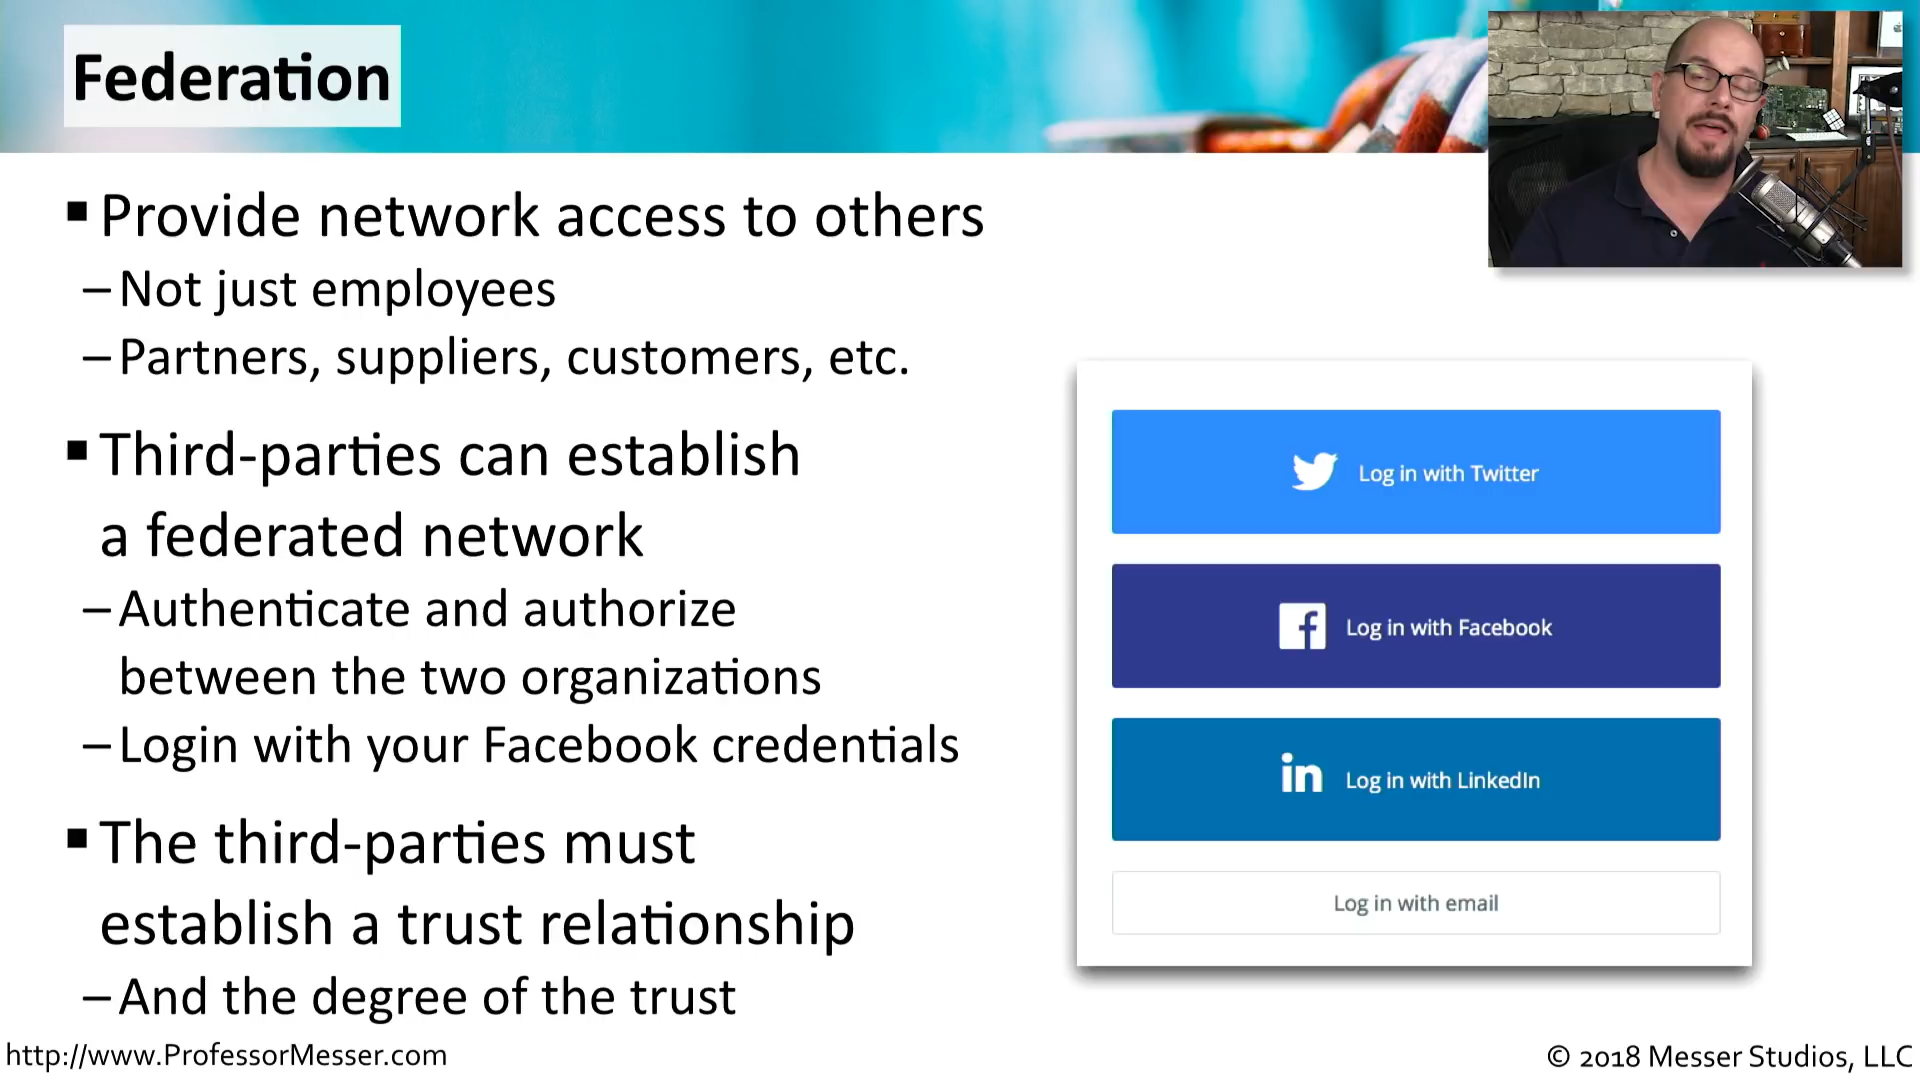 Federation
▪ Provide network access to others
– Not just employees
– Partners, suppliers, customers, etc.
▪ Third-parties can establish
a federated network
– Authenticate and authorize
between the two organizations
– Login with your Facebook credentials
▪ The third-parties must
establish a trust relationship
– And the degree of the trust
Log in with Twitter
Log in with Facebook
in Log in with LinkedIn
Log in with email
http://www.ProfessorMesser.com
© 2018 Messer Studios, LLC